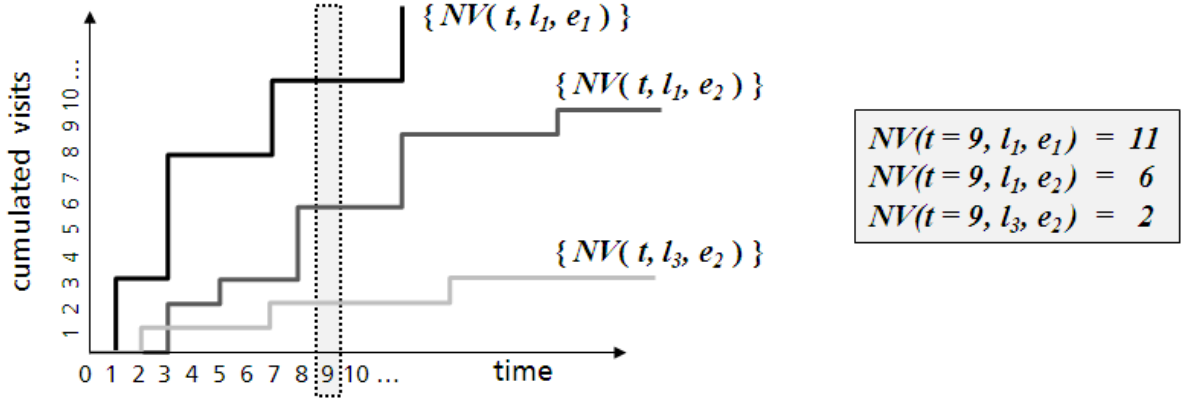 { NV( t, l₁, e₁ ) }
{ NV( t, l₁, e₂ ) }
{ NV( t, l₃, e₂ ) }
cumulated visits
1 2 3 4 5 6 7 8 9 10 ...
0 1 2 3 4 5 6 7 8 9 10 ...
time
NV(t = 9, l₁, e₁) = 11
NV(t = 9, l₁, e₂) = 6
NV(t = 9, l₃, e₂) = 2